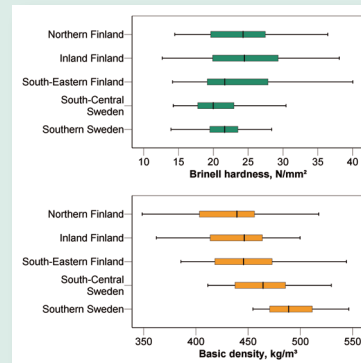 Northern Finland
Inland Finland
South-Eastern Finland
South-Central
Sweden
Southern Sweden
10 15 20 25 30 35 40
Brinell hardness, N/mm²
Northern Finland
Inland Finland
South-Eastern Finland
South-Central
Sweden
Southern Sweden
350 400 450 500 550
Basic density, kg/m³